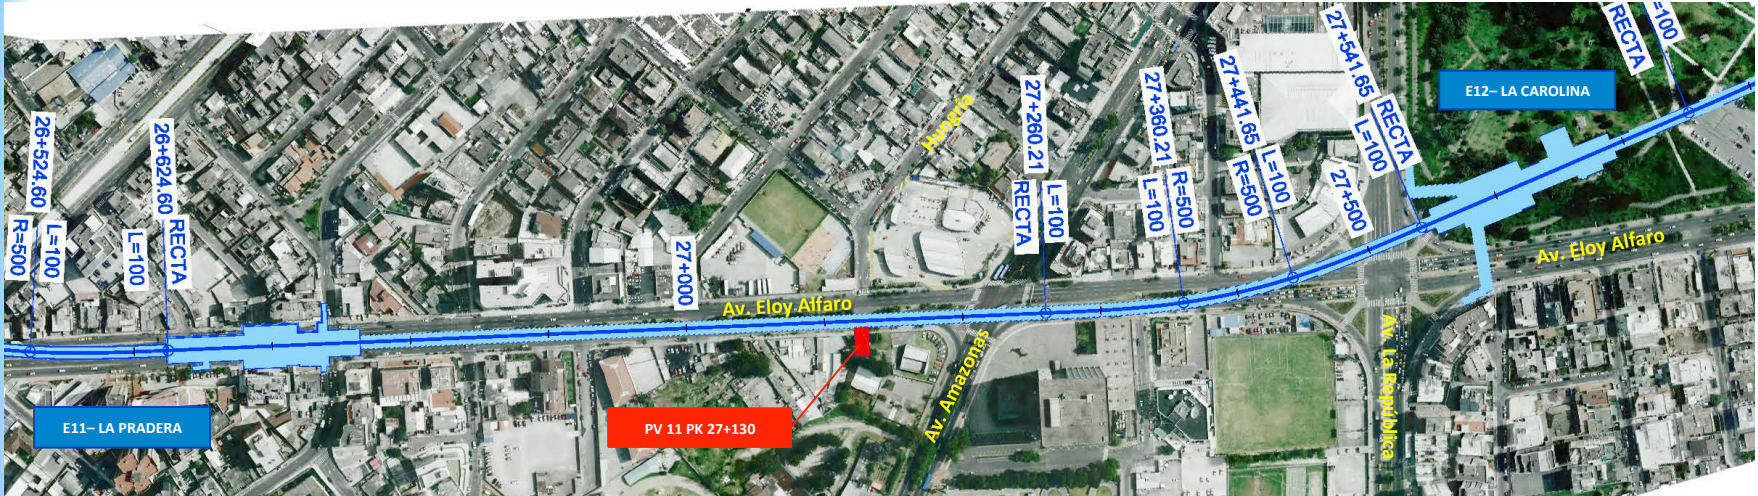 26+524.60
R=500
L=100
26+624.60
L=100
RECTA
E11– LA PRADERA
27+000
Av. Eloy Alfaro
PV 11 PK 27+130
Hungría
Av. Amazonas
27+260.21
RECTA
L=100
27+360.21
L=100
R=500
27+441.65
R=500
L=100
27+500
27+541.65
L=100
RECTA
Av. La República
E12– LA CAROLINA
Av. Eloy Alfaro
RECTA
=100